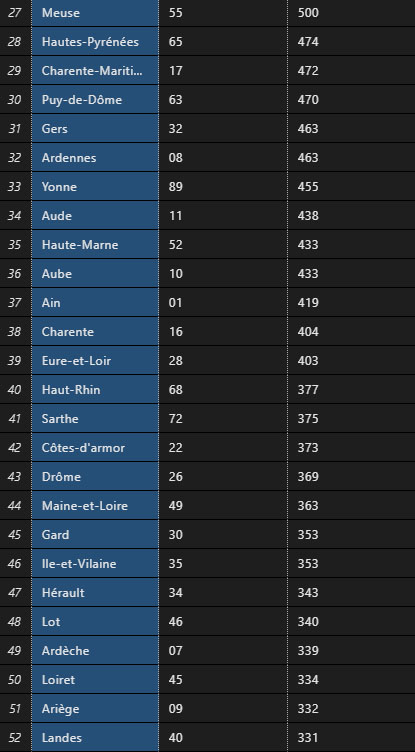 27 Meuse 55 500
28 Hautes-Pyrénées 65 474
29 Charente-Mariti... 17 472
30 Puy-de-Dôme 63 470
31 Gers 32 463
32 Ardennes 08 463
33 Yonne 89 455
34 Aude 11 438
35 Haute-Marne 52 433
36 Aube 10 433
37 Ain 01 419
38 Charente 16 404
39 Eure-et-Loir 28 403
40 Haut-Rhin 68 377
41 Sarthe 72 375
42 Côtes-d'armor 22 373
43 Drôme 26 369
44 Maine-et-Loire 49 363
45 Gard 30 353
46 Ile-et-Vilaine 35 353
47 Hérault 34 343
48 Lot 46 340
49 Ardèche 07 339
50 Loiret 45 334
51 Ariège 09 332
52 Landes 40 331